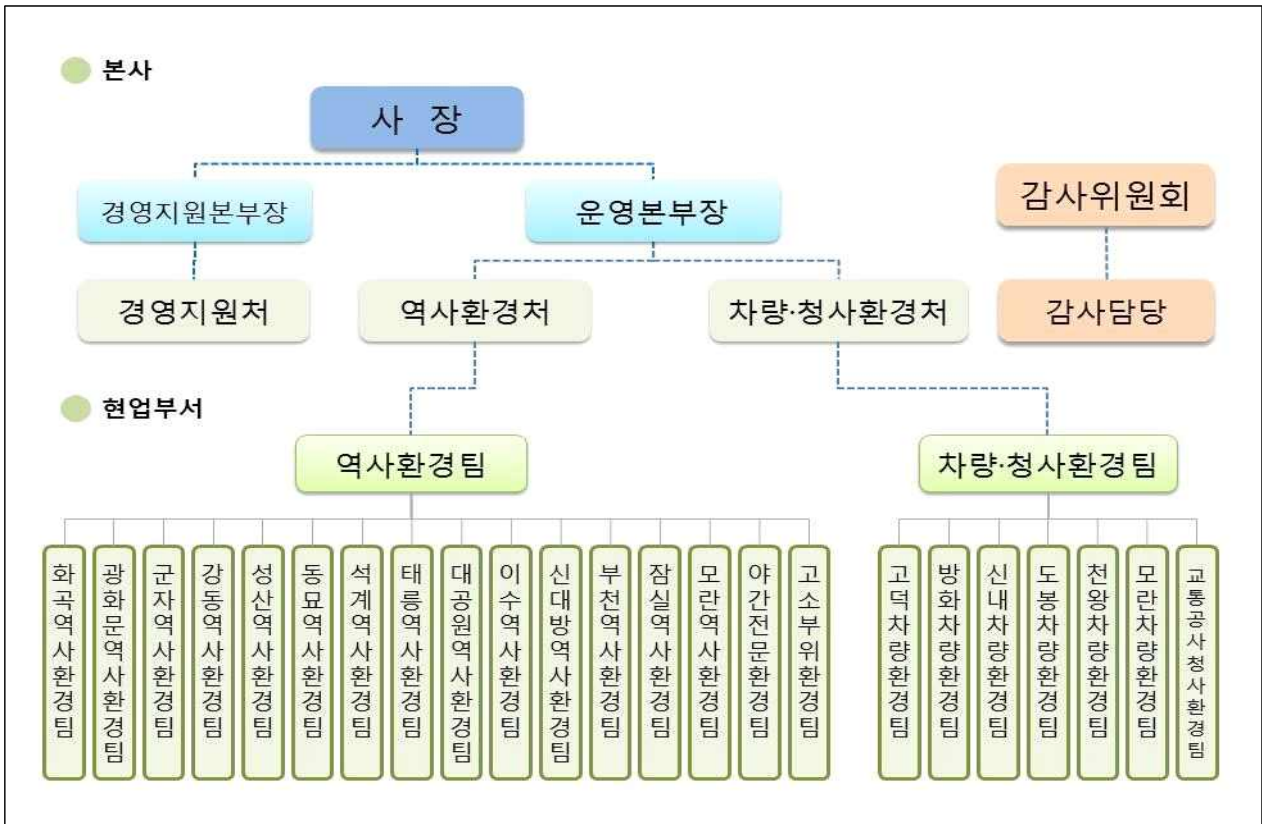 본사
사 장
경영지원본부장
운영본부장
감사위원회
경영지원처
역사환경처
차량·청사환경처
감사담당
현업부서
역사환경팀
차량·청사환경팀
화곡역사환경팀
광화문역사환경팀
군자역사환경팀
강동역사환경팀
성산역사환경팀
동묘역사환경팀
석계역사환경팀
태릉역사환경팀
대공원역사환경팀
이수역사환경팀
신대방역사환경팀
부천역사환경팀
잠실역사환경팀
모란역사환경팀
야간전문환경팀
고소부위환경팀
고덕차량환경팀
방화차량환경팀
신내차량환경팀
도봉차량환경팀
천왕차량환경팀
모란차량환경팀
교통공사청사환경팀